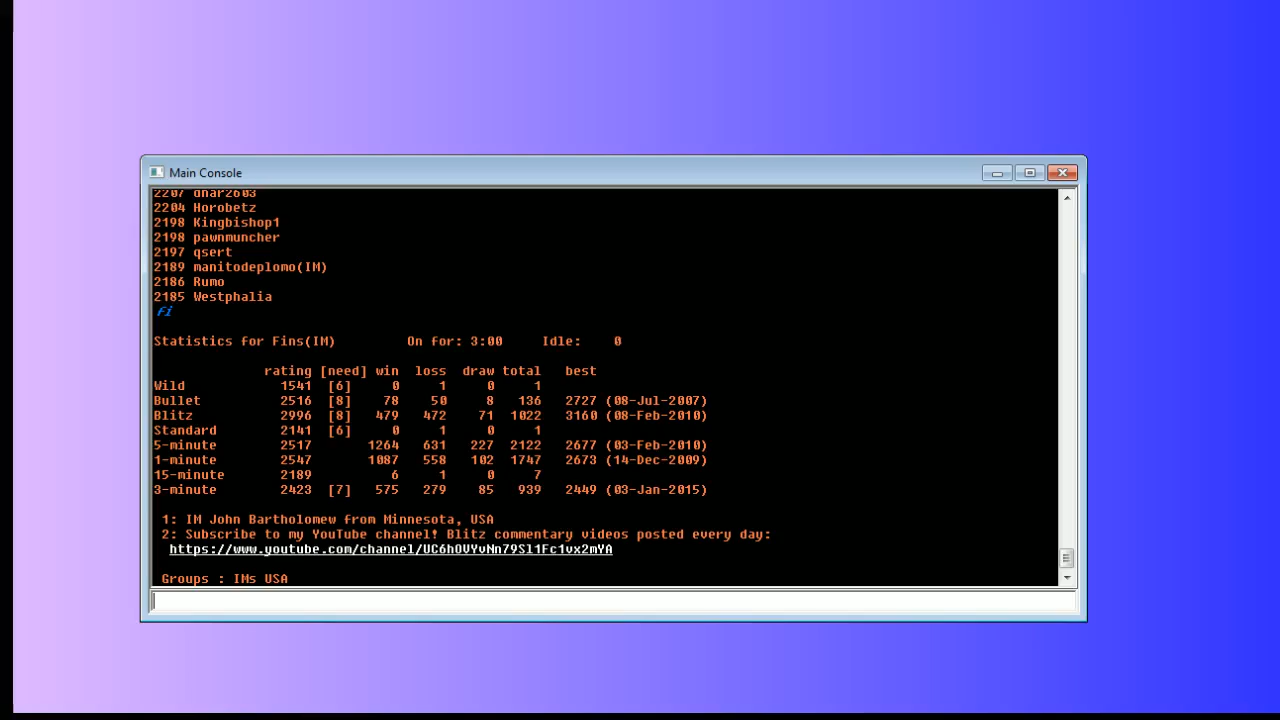 Main Console
2207 dnar2603
2204 Horobetz
2198 Kingbishop1
2198 pawnmuncher
2197 qsert
2189 manitodeplomo(IM)
2186 Rumo
2185 Westphalia
fi
Statistics for Fins(IM) On for: 3:00 Idle: 0
rating [need] win loss draw total best
Wild 1541 [6] 0 1 0 1
Bullet 2516 [8] 78 50 8 136 2727 (08-Jul-2007)
Blitz 2996 [8] 479 472 71 1022 3160 (08-Feb-2010)
Standard 2141 [6] 0 1 0 1
5-minute 2517 1264 631 227 2122 2677 (03-Feb-2010)
1-minute 2547 1087 558 102 1747 2673 (14-Dec-2009)
15-minute 2189 6 1 0 7
3-minute 2423 [7] 575 279 85 939 2449 (03-Jan-2015)
1: IM John Bartholomew from Minnesota, USA
2: Subscribe to my YouTube channel! Blitz commentary videos posted every day:
https://www.youtube.com/channel/UC6hOVYvNn79Sl1Fc1vx2mYA
Groups : IMs USA